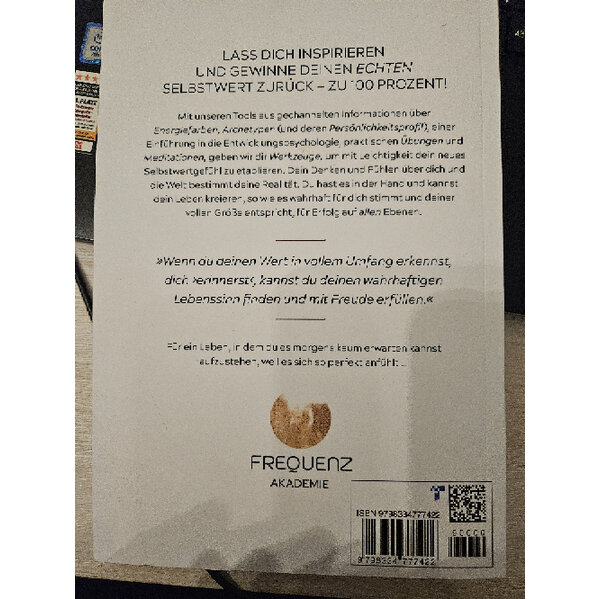 LASS DICH INSPIRIEREN
UND GEWINNE DEINEN ECHTEN
SELBSTWERT ZURÜCK – ZU 100 PROZENT!
Mit unseren Tools aus gechannelten Informationen über
Energiefarben, Archetypen (und deren Persönlichkeitsprofil), einer
Einführung in die Entwicklungspsychologie, praktischen Übungen und
Meditationen, geben wir dir Werkzeuge, um mit Leichtigkeit dein neues
Selbstwertgefühl zu etablieren. Dein Denken und Fühlen über dich und
die Welt bestimmt deine Realität. Du hast es in der Hand und kannst
dein Leben kreieren, so wie es wahrhaft für dich stimmt und deiner
vollen Größe entspricht, für Erfolg auf allen Ebenen.
»Wenn du deinen Wert in vollem Umfang erkennst,
dich ›erinnerst‹, kannst du deinen wahrhaftigen
Lebenssinn finden und mit Freude erfüllen.«
Für ein Leben, in dem du es morgens kaum erwarten kannst
aufzustehen, weil es sich so perfekt anfühlt ...
FREQUENZ
AKADEMIE
ISBN 9798334777422
90000
9 798334 777422